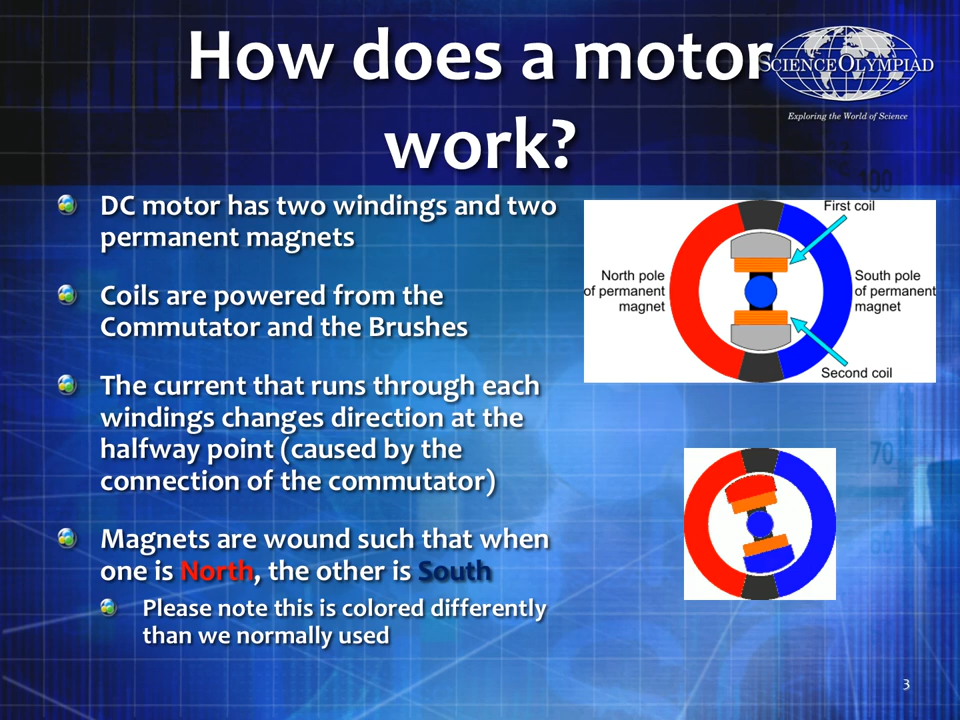 How does a motor
work?
SCIENCE OLYMPIAD
Exploring the World of Science
DC motor has two windings and two
permanent magnets
Coils are powered from the
Commutator and the Brushes
The current that runs through each
windings changes direction at the
halfway point (caused by the
connection of the commutator)
Magnets are wound such that when
one is North, the other is South
Please note this is colored differently
than we normally used
First coil
North pole
of permanent
magnet
South pole
of permanent
magnet
Second coil
100
70
3